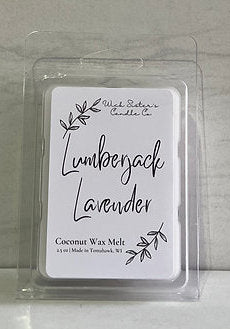 Wick Sister's
Candle Co
Lumberjack
Lavender
Coconut Wax Melt
2.5 oz | Made in Tomahawk, WI